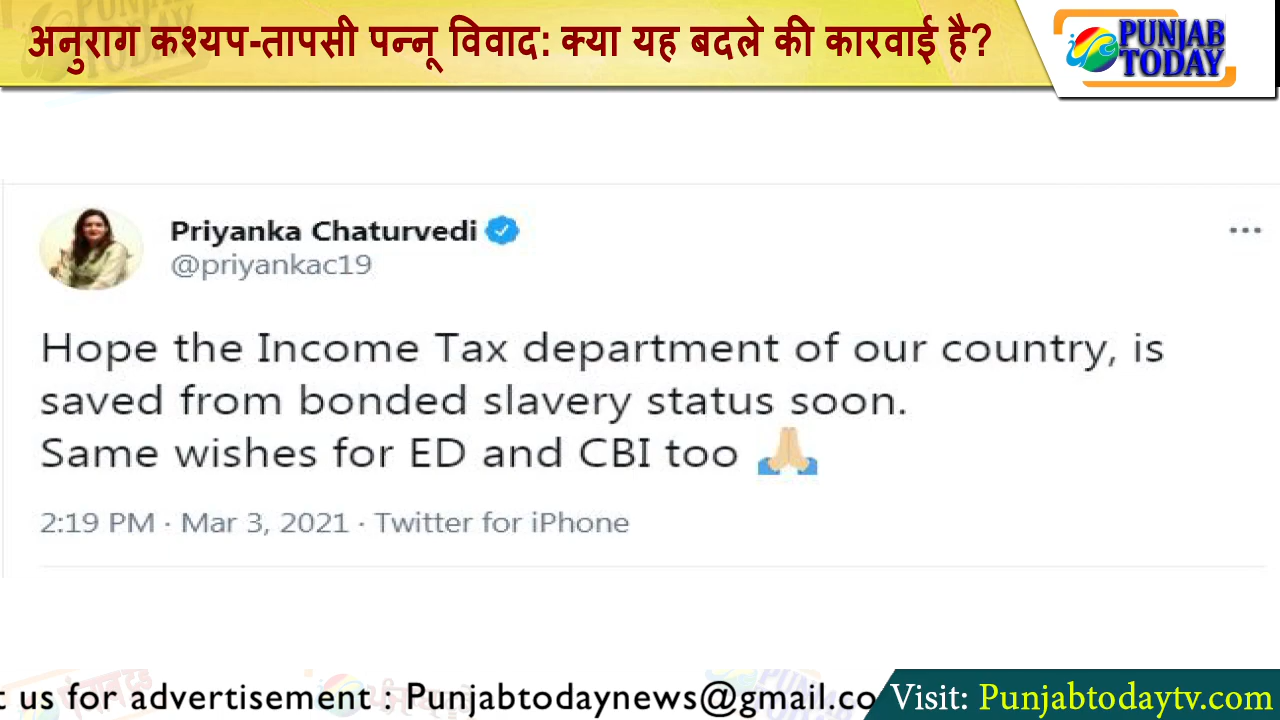 अनुराग कश्यप-तापसी पन्नू विवाद: क्या यह बदले की कारवाई है?
PUNJAB
TODAY
Priyanka Chaturvedi
@priyankac19
Hope the Income Tax department of our country, is
saved from bonded slavery status soon.
Same wishes for ED and CBI too 🙏🏼
2:19 PM · Mar 3, 2021 · Twitter for iPhone
t us for advertisement : Punjabtodaynews@gmail.co
Visit: Punjabtodaytv.com